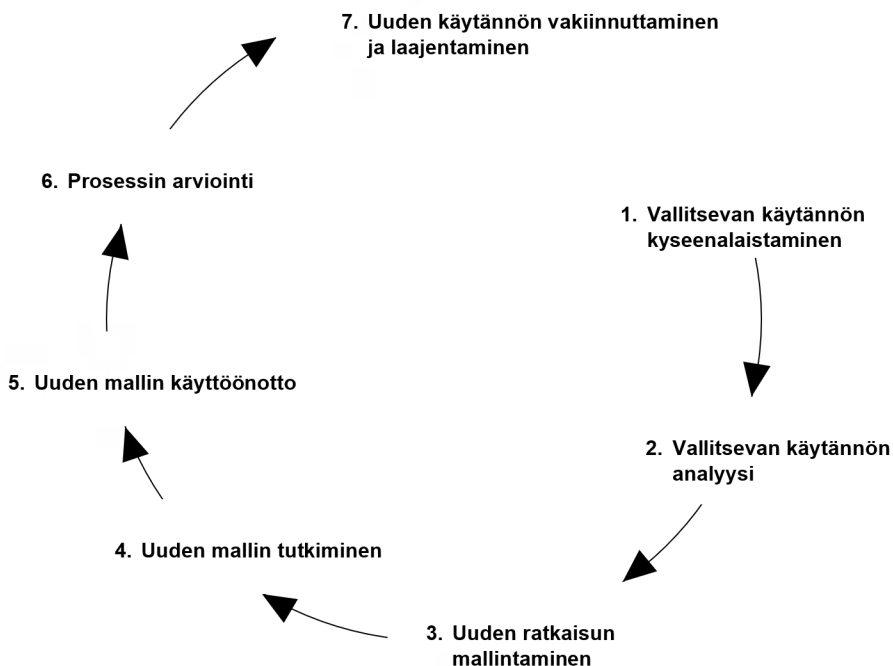 7. Uuden käytännön vakiinnuttaminen
ja laajentaminen
6. Prosessin arviointi
1. Vallitsevan käytännön
kyseenalaistaminen
5. Uuden mallin käyttöönotto
2. Vallitsevan käytännön
analyysi
4. Uuden mallin tutkiminen
3. Uuden ratkaisun
mallintaminen